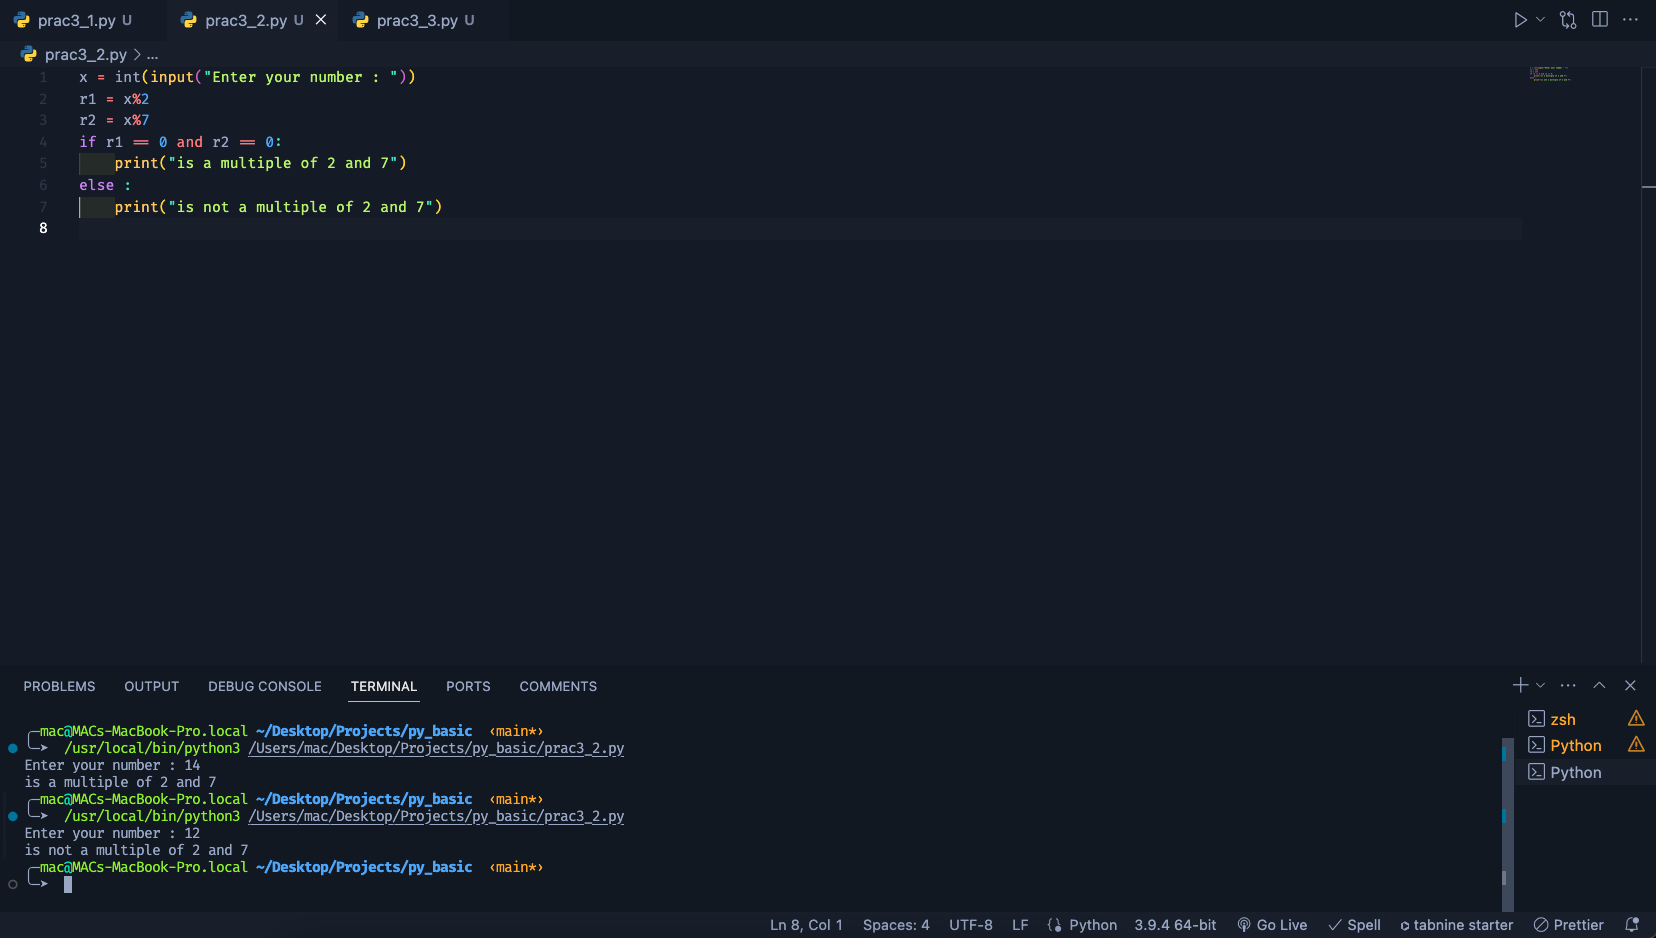 prac3_1.py U prac3_2.py U prac3_3.py U
prac3_2.py > ...
1 x = int(input("Enter your number : "))
2 r1 = x%2
3 r2 = x%7
4 if r1 == 0 and r2 == 0:
5 print("is a multiple of 2 and 7")
6 else :
7 print("is not a multiple of 2 and 7")
8
PROBLEMS OUTPUT DEBUG CONSOLE TERMINAL PORTS COMMENTS
╭─mac@MACs-MacBook-Pro.local ~/Desktop/Projects/py_basic ‹main*›
╰─➤ /usr/local/bin/python3 /Users/mac/Desktop/Projects/py_basic/prac3_2.py
Enter your number : 14
is a multiple of 2 and 7
╭─mac@MACs-MacBook-Pro.local ~/Desktop/Projects/py_basic ‹main*›
╰─➤ /usr/local/bin/python3 /Users/mac/Desktop/Projects/py_basic/prac3_2.py
Enter your number : 12
is not a multiple of 2 and 7
╭─mac@MACs-MacBook-Pro.local ~/Desktop/Projects/py_basic ‹main*›
╰─➤
zsh
Python
Python
Ln 8, Col 1 Spaces: 4 UTF-8 LF Python 3.9.4 64-bit Go Live Spell tabnine starter Prettier